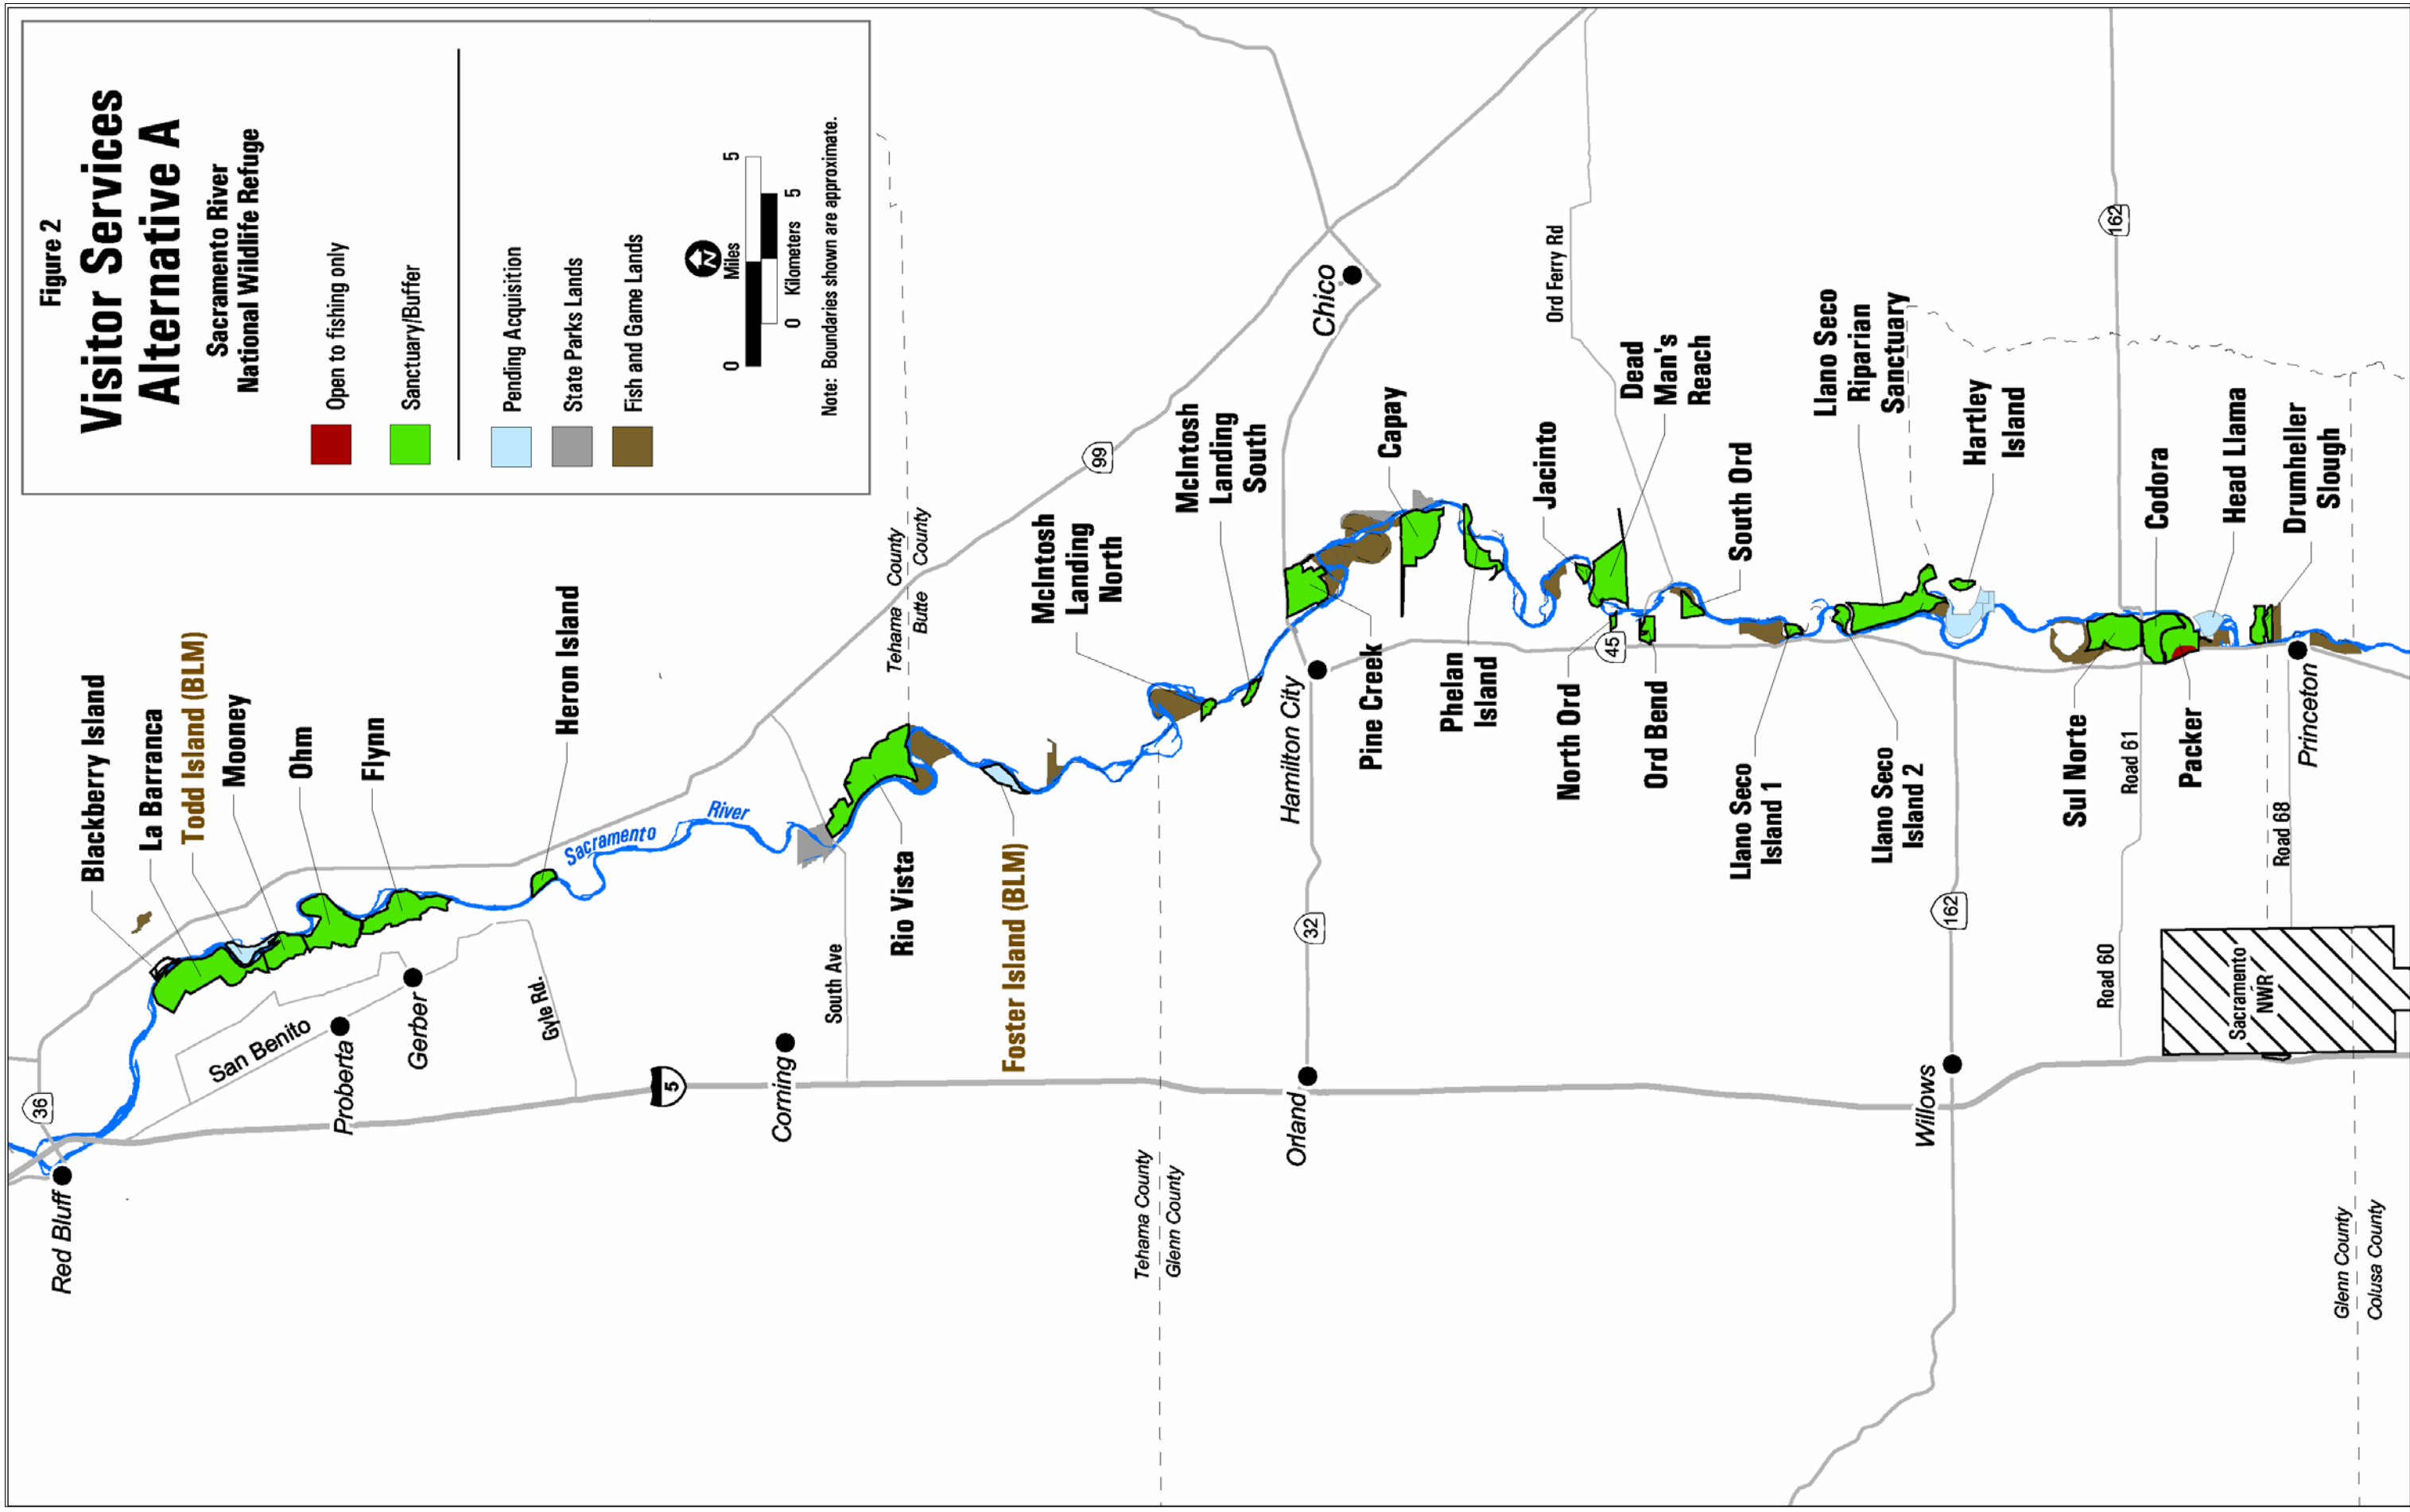 Figure 2
Visitor Services
Alternative A
Sacramento River
National Wildlife Refuge
Open to fishing only
Sanctuary/Buffer
Pending Acquisition
State Parks Lands
Fish and Game Lands
N
Miles
0 5
0 Kilometers 5
Note: Boundaries shown are approximate.
36
Red Bluff
Blackberry Island
La Barranca
Todd Island (BLM)
Mooney
Ohm
Flynn
San Benito
Proberta
Gerber
Gyle Rd.
Heron Island
Sacramento
River
5
Corning
South Ave
Rio Vista
Tehama County
Butte County
Foster Island (BLM)
99
McIntosh
Landing
North
McIntosh
Landing
South
Tehama County
Glenn County
Hamilton City
Orland
32
Chico
Pine Creek
Capay
Phelan
Island
Jacinto
Ord Ferry Rd
Dead
Man's
Reach
North Ord
45
Ord Bend
South Ord
Llano Seco
Island 1
Llano Seco
Riparian
Sanctuary
Llano Seco
Island 2
Hartley
Island
Willows
162
162
Sul Norte
Codora
Road 61
Road 60
Packer
Head Llama
Drumheller
Slough
Road 68
Princeton
Sacramento
NWR
Glenn County
Colusa County